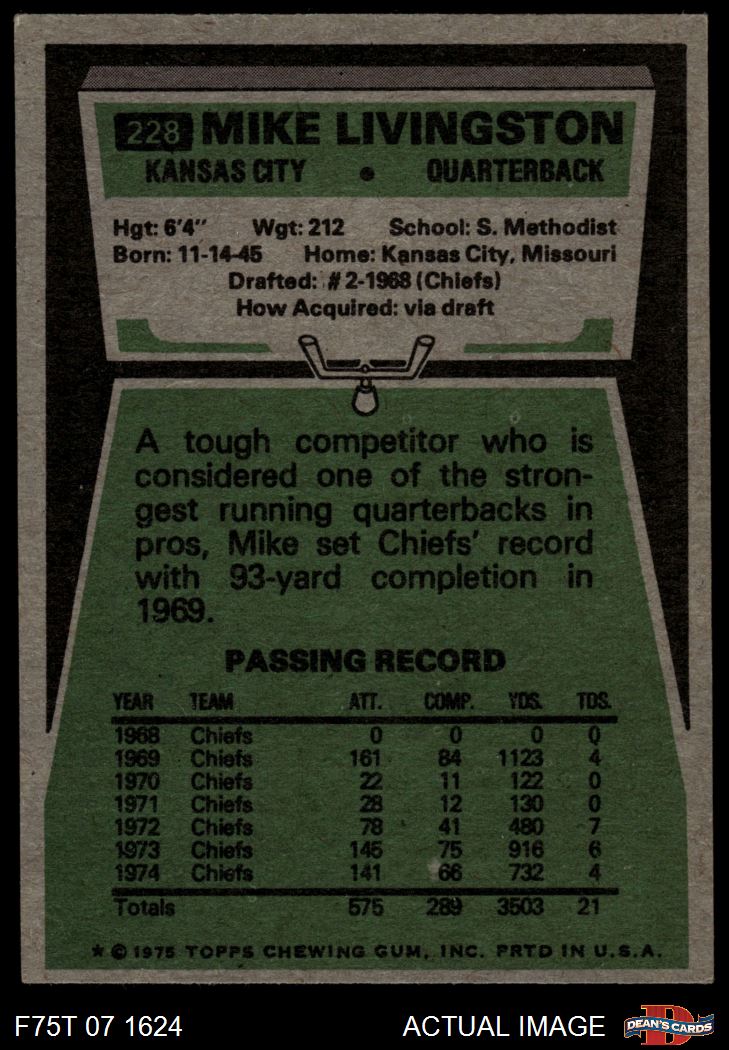 228 MIKE LIVINGSTON
KANSAS CITY • QUARTERBACK
Hgt: 6'4" Wgt: 212 School: S. Methodist
Born: 11-14-45 Home: Kansas City, Missouri
Drafted: #2-1968 (Chiefs)
How Acquired: via draft
A tough competitor who is
considered one of the stron-
gest running quarterbacks in
pros, Mike set Chiefs' record
with 93-yard completion in
1969.
PASSING RECORD
YEAR TEAM ATT. COMP. YDS. TDS.
1968 Chiefs 0 0 0 0
1969 Chiefs 161 84 1123 4
1970 Chiefs 22 11 122 0
1971 Chiefs 28 12 130 0
1972 Chiefs 78 41 480 7
1973 Chiefs 145 75 916 6
1974 Chiefs 141 66 732 4
Totals 575 289 3503 21
* © 1975 TOPPS CHEWING GUM, INC. PRTD IN U.S.A.
F75T 07 1624 ACTUAL IMAGE D DEAN'S CARDS